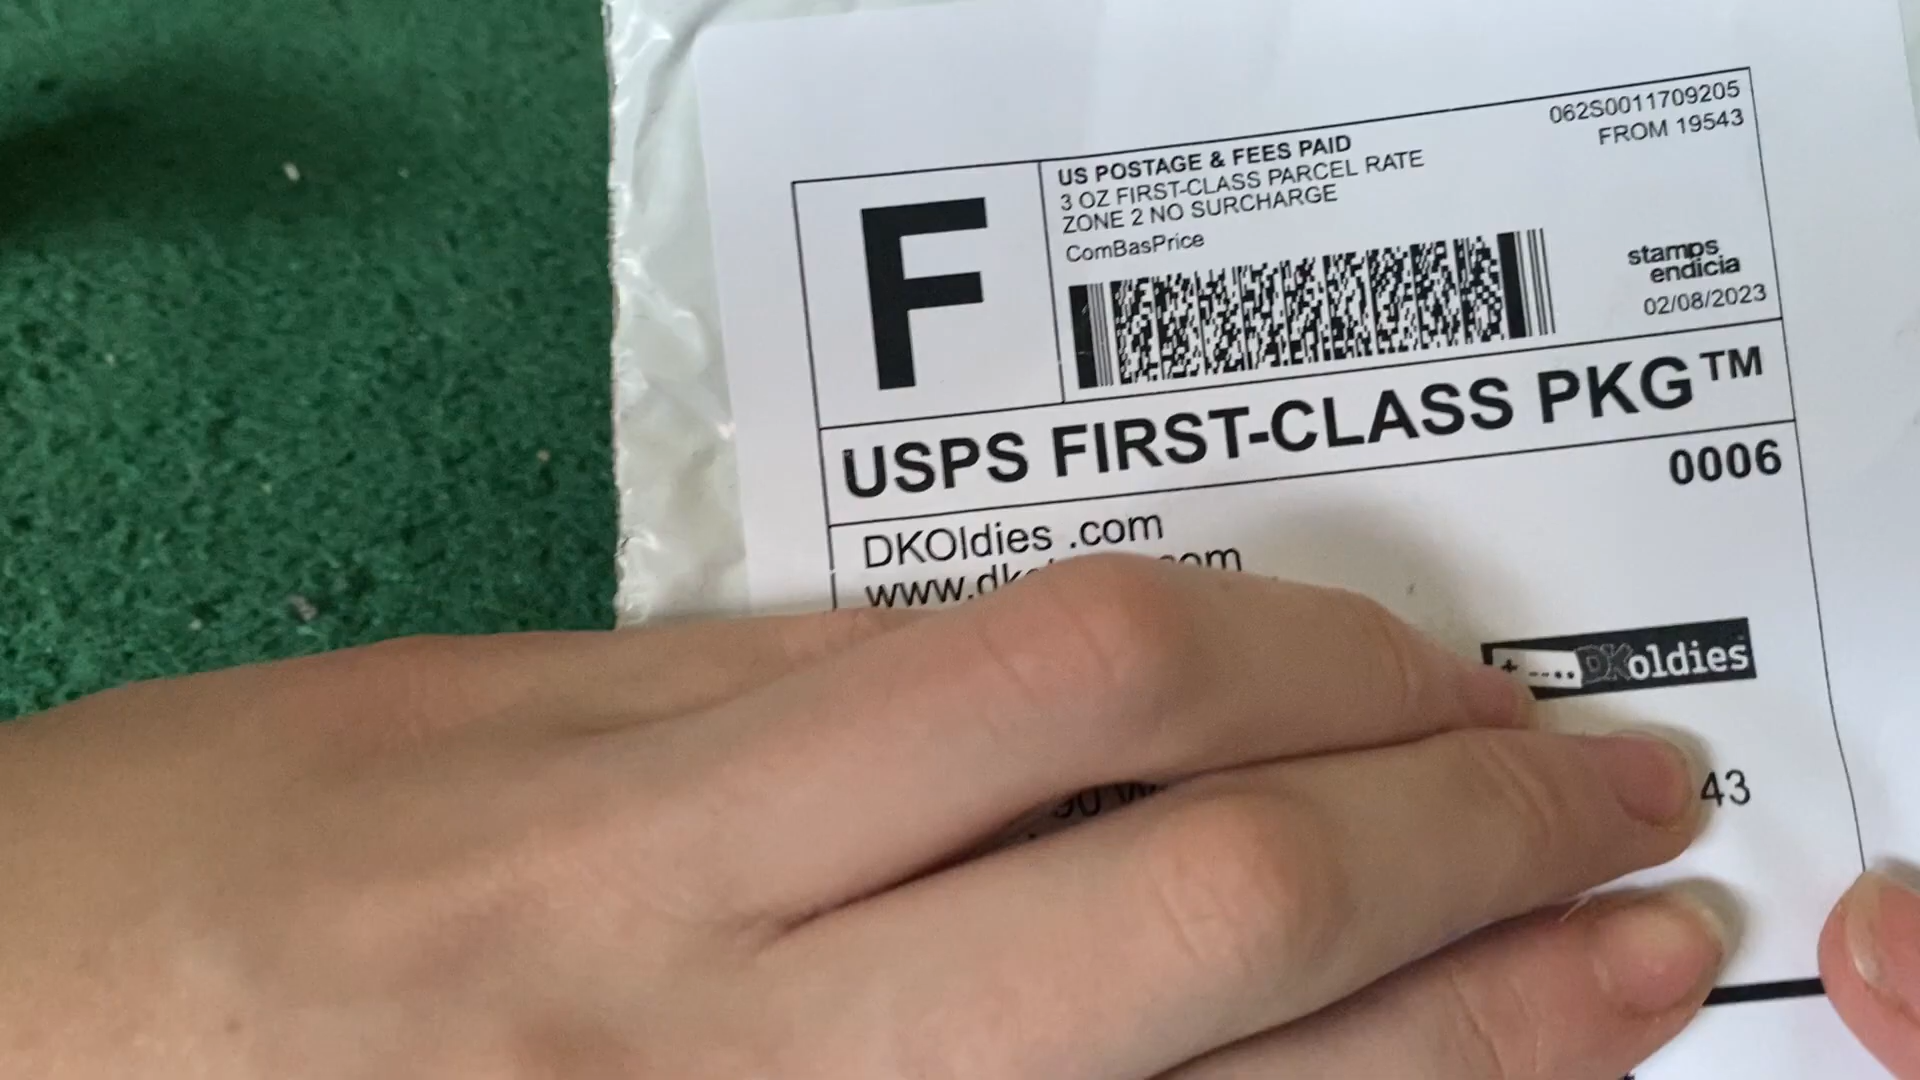 062S0011709205
FROM 19543
US POSTAGE & FEES PAID
3 OZ FIRST-CLASS PARCEL RATE
ZONE 2 NO SURCHARGE
ComBasPrice
F
stamps
endicia
02/08/2023
USPS FIRST-CLASS PKG™
0006
DKOldies .com
DKoldies
43